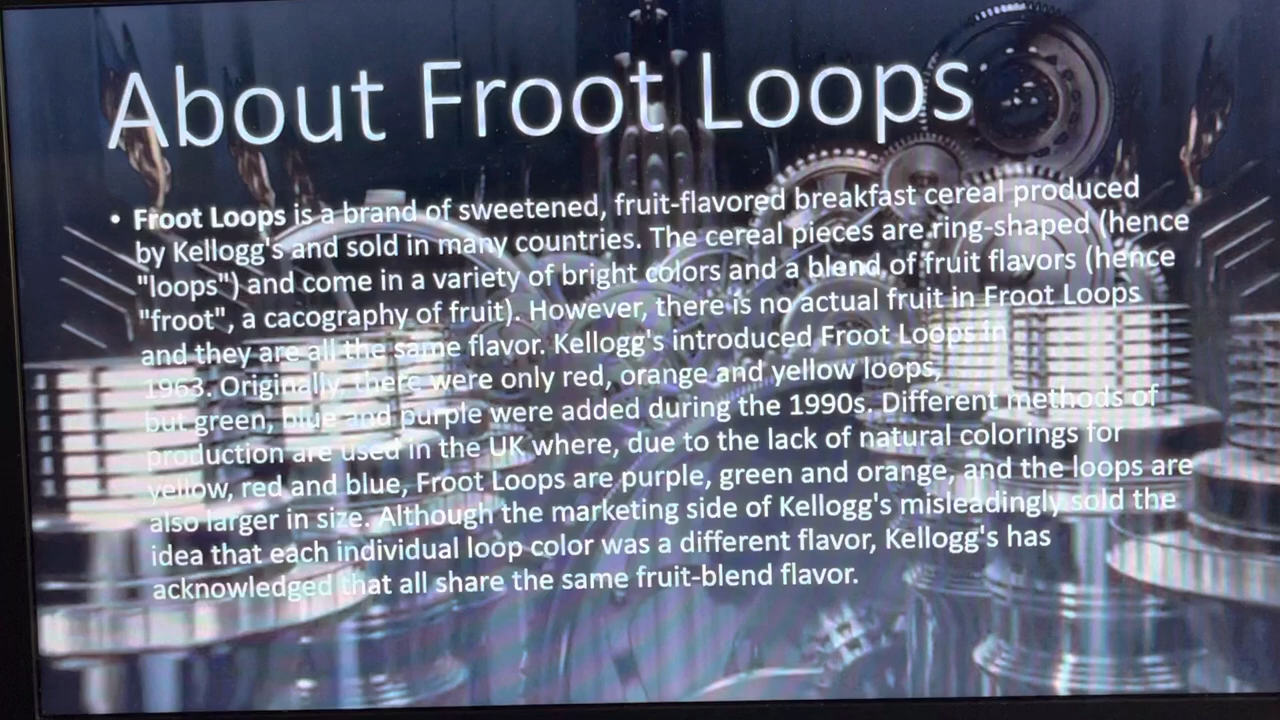 About Froot Loops
• Froot Loops is a brand of sweetened, fruit-flavored breakfast cereal produced
by Kellogg's and sold in many countries. The cereal pieces are ring-shaped (hence
"loops") and come in a variety of bright colors and a blend of fruit flavors (hence
"froot", a cacography of fruit). However, there is no actual fruit in Froot Loops
and they are all the same flavor. Kellogg's introduced Froot Loops in
1963. Originally, there were only red, orange and yellow loops,
but green, blue and purple were added during the 1990s. Different methods of
production are used in the UK where, due to the lack of natural colorings for
yellow, red and blue, Froot Loops are purple, green and orange, and the loops are
also larger in size. Although the marketing side of Kellogg's misleadingly sold the
idea that each individual loop color was a different flavor, Kellogg's has
acknowledged that all share the same fruit-blend flavor.